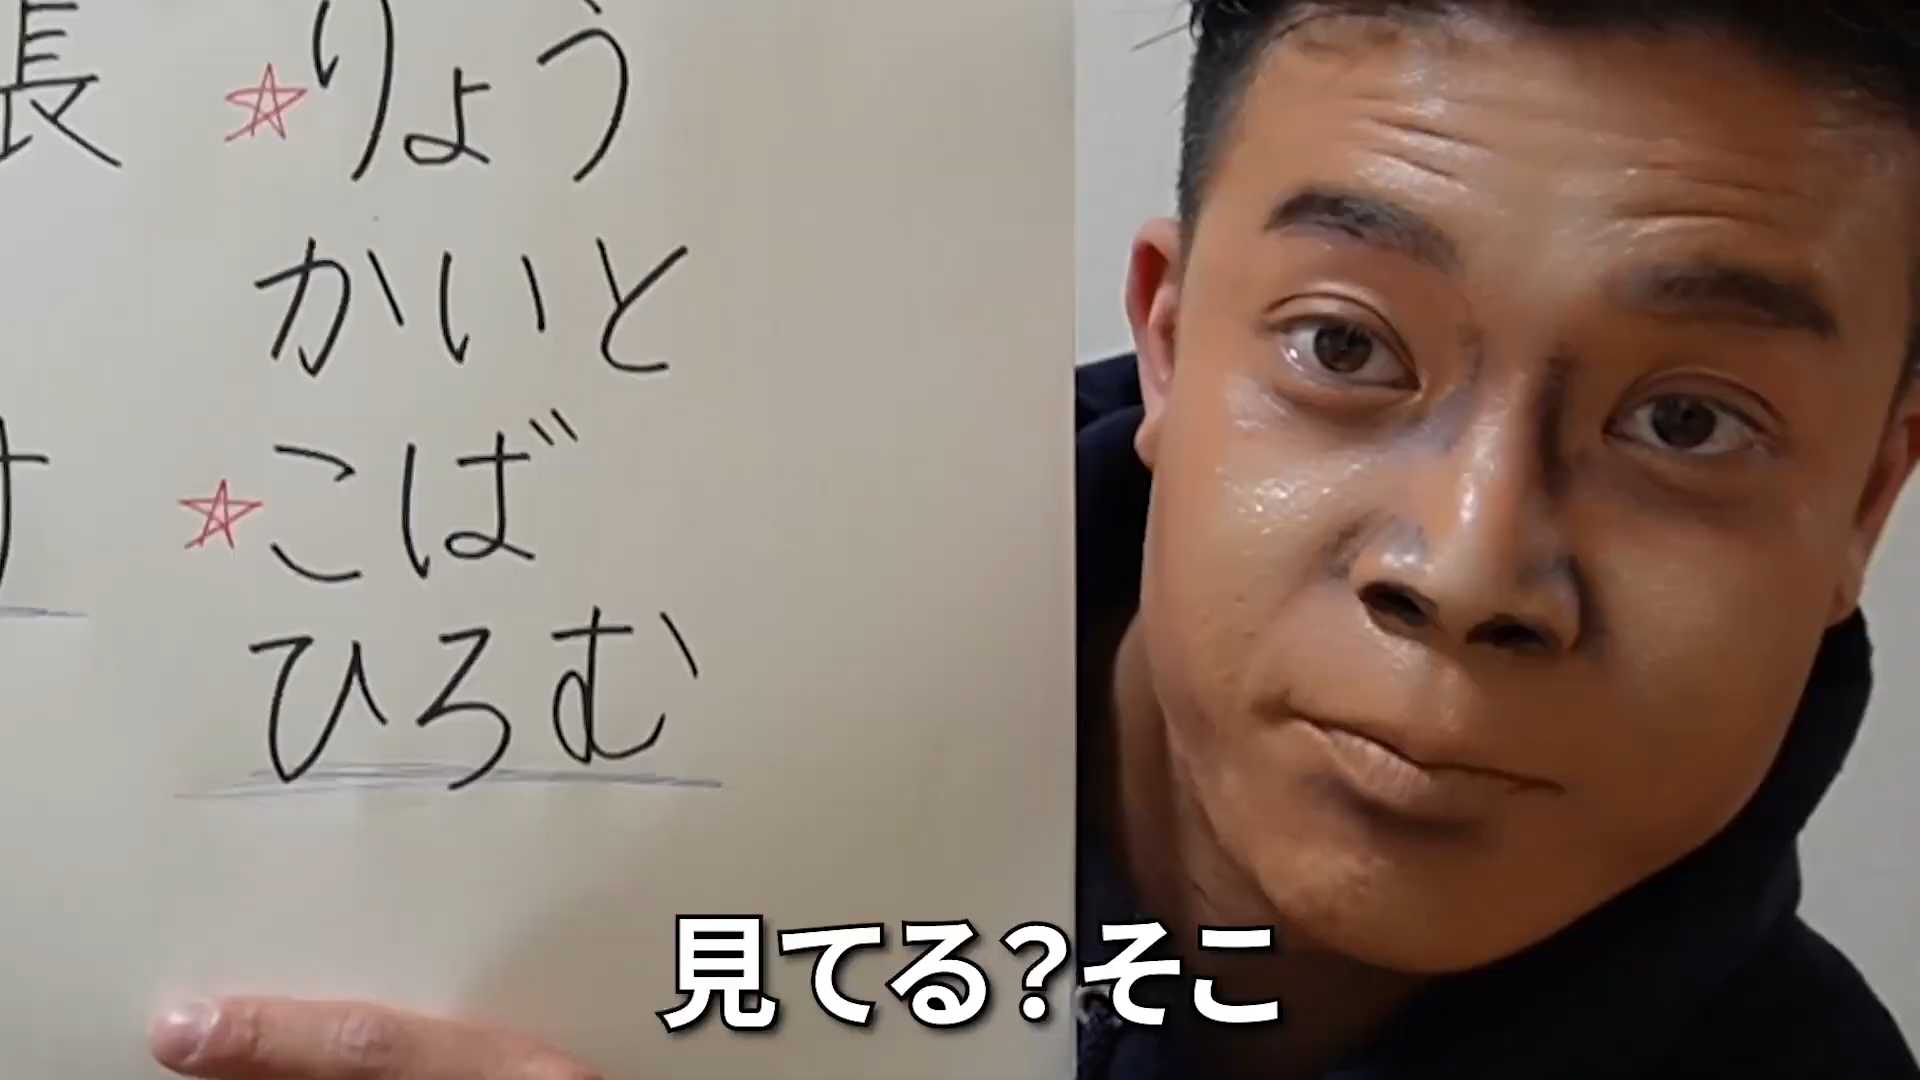 長 ☆りょう
かいと
☆こば
ひろむ
見てる?そこ